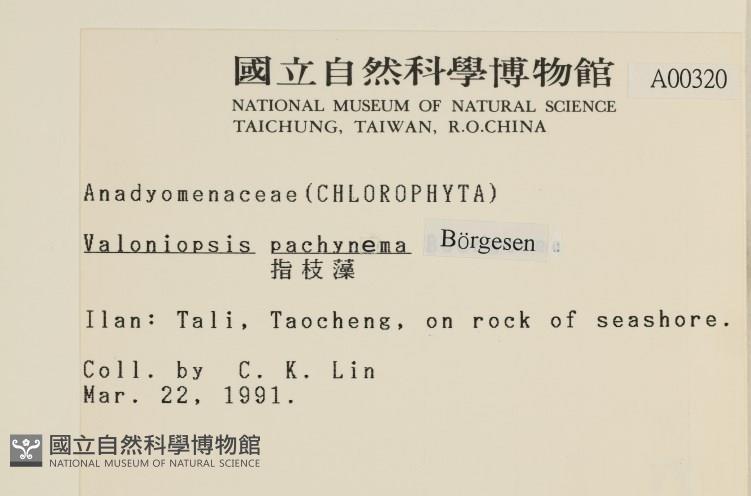 國立自然科學博物館 A00320
NATIONAL MUSEUM OF NATURAL SCIENCE
TAICHUNG, TAIWAN, R.O.CHINA
Anadyomenaceae(CHLOROPHYTA)
Valoniopsis pachynema Börgesen
指枝藻
Ilan: Tali, Taocheng, on rock of seashore.
Coll. by C. K. Lin
Mar. 22, 1991.
國立自然科學博物館
NATIONAL MUSEUM OF NATURAL SCIENCE